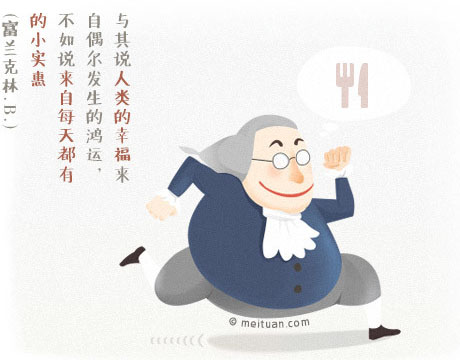 与其说人类的幸福来
自偶尔发生的鸿运，
不如说来自每天都有
的小实惠
(富兰克林.B.)
© meituan.com